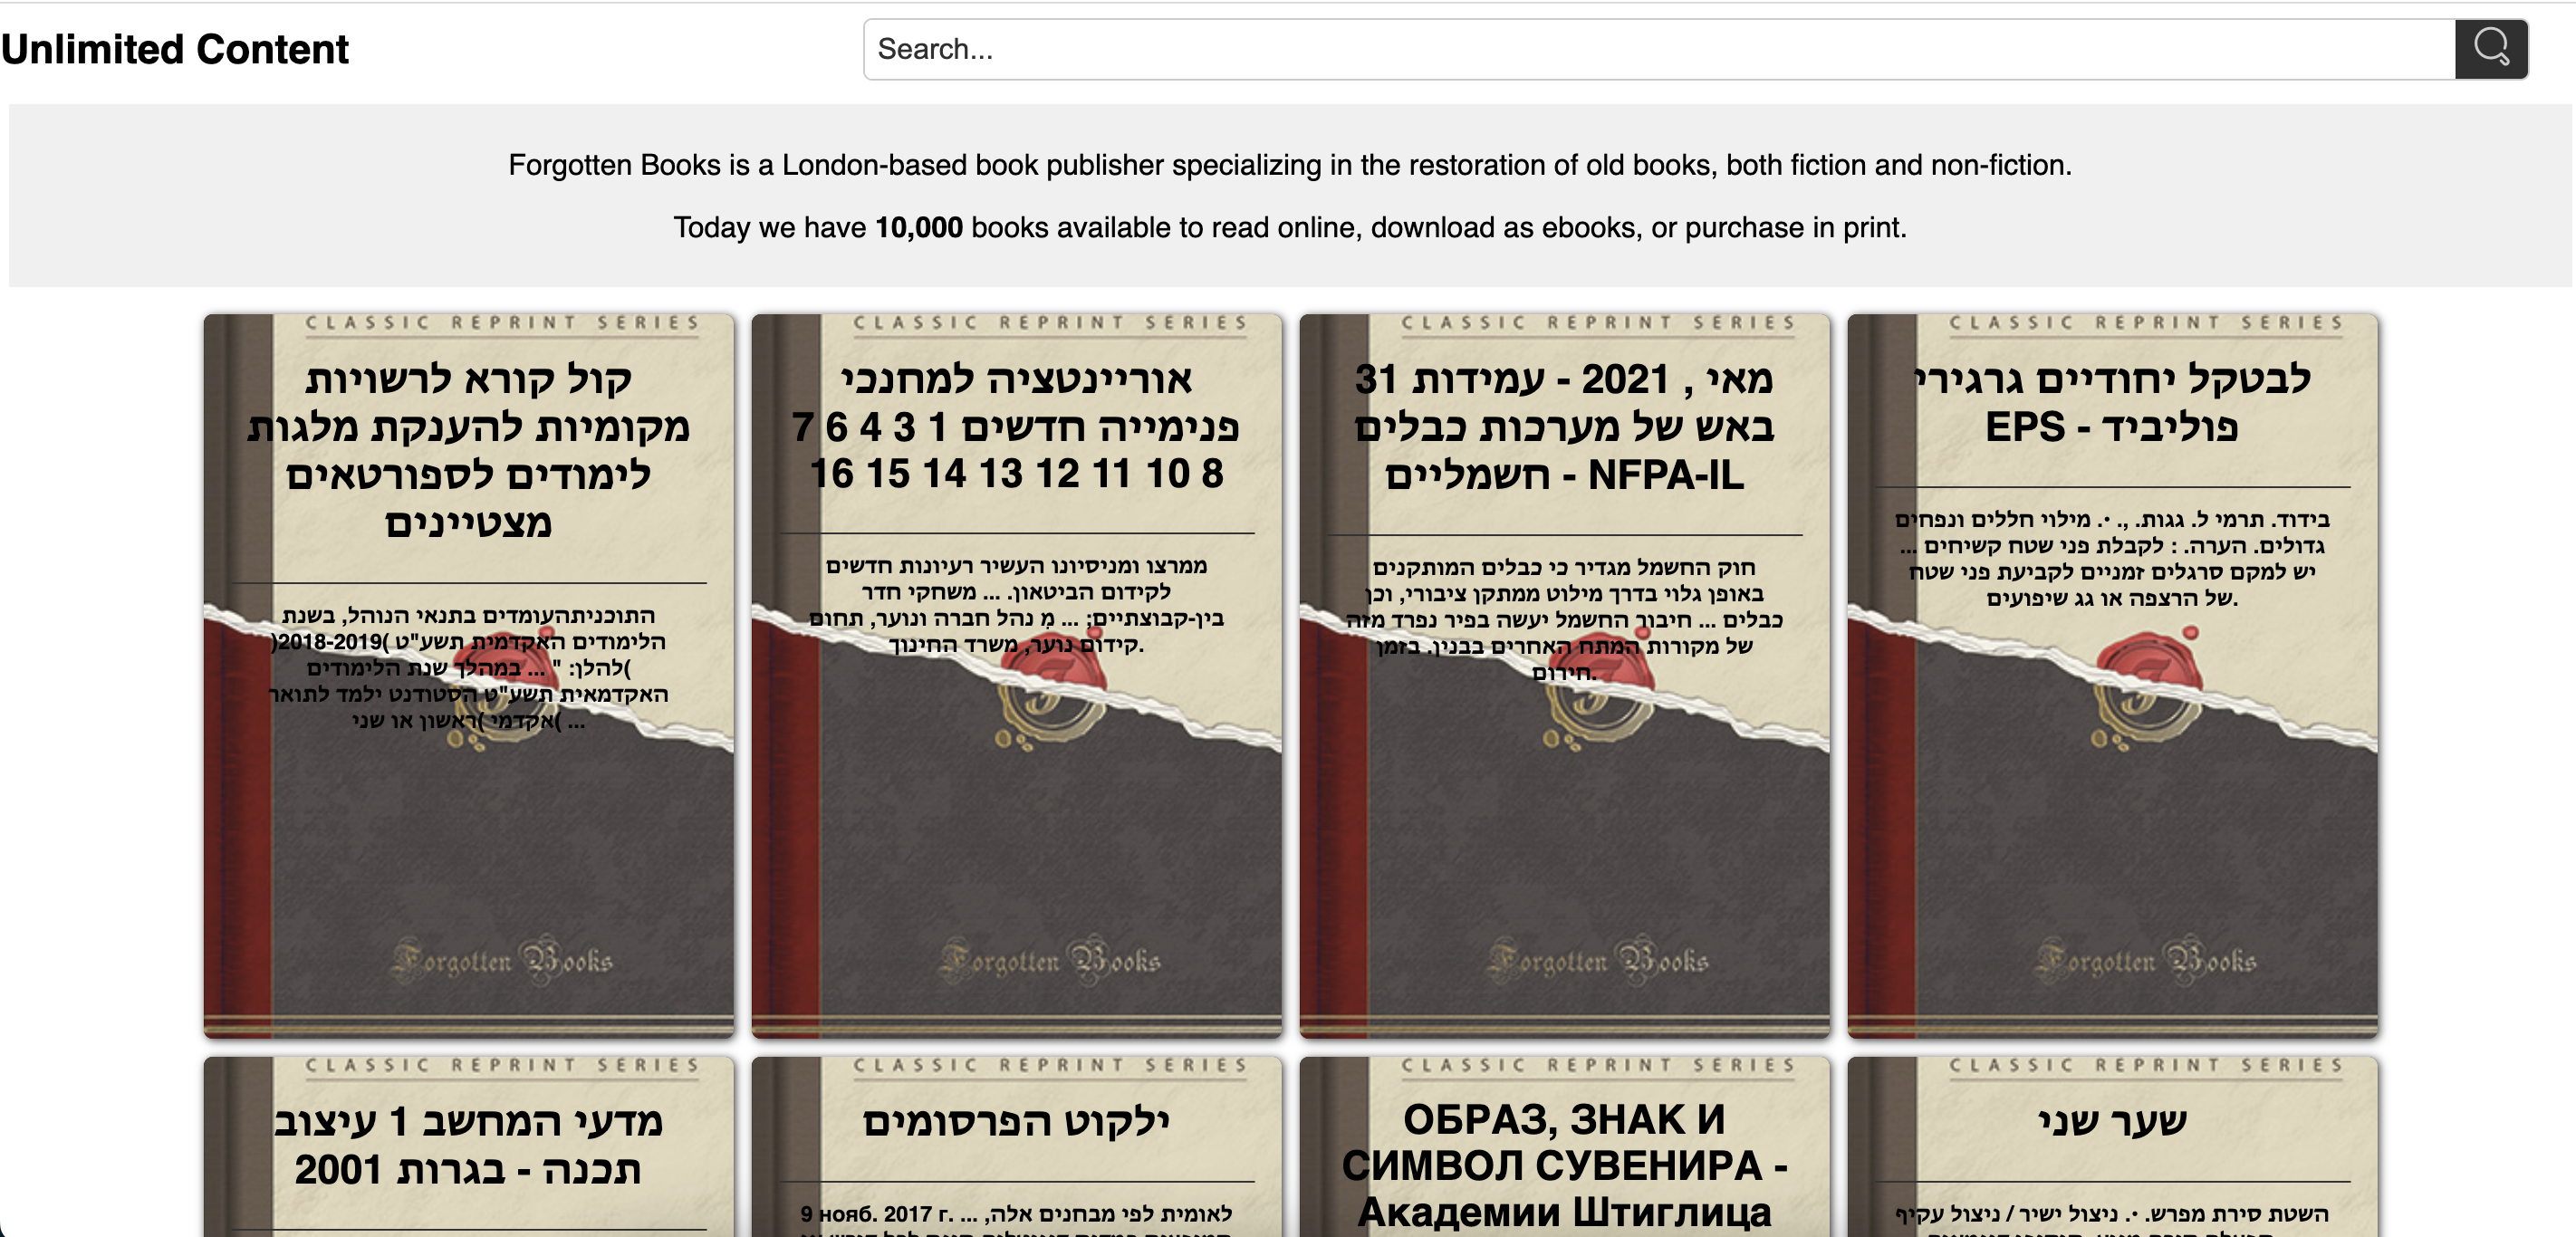 Unlimited Content
Search...
Forgotten Books is a London-based book publisher specializing in the restoration of old books, both fiction and non-fiction.
Today we have 10,000 books available to read online, download as ebooks, or purchase in print.
CLASSIC REPRINT SERIES
קול קורא לרשויות
מקומיות להענקת מלגות
לימודים לספורטאים
מצטיינים
התוכניתהעומדים בתנאי הנוהל, בשנת
הלימודים האקדמית תשע"ט )2018-2019(
)להלן: "... במהלך שנת הלימודים
האקדמאית תשע"ט הסטודנט ילמד לתואר
אקדמי )ראשון או שני( ...
Forgotten Books
CLASSIC REPRINT SERIES
אוריינטציה למחנכי
פנימייה חדשים 1 3 4 6 7
8 10 11 12 13 14 15 16
ממרצו ומניסיונו העשיר רעיונות חדשים
לקידום הביטאון. ... משחקי חדר
בין-קבוצתיים; ... מִ נהל חברה ונוער, תחום
קידום נוער, משרד החינוך.
Forgotten Books
CLASSIC REPRINT SERIES
31 מאי , 2021 - עמידות
באש של מערכות כבלים
חשמליים - NFPA-IL
חוק החשמל מגדיר כי כבלים המותקנים
באופן גלוי בדרך מילוט ממתקן ציבורי, וכן
כבלים ... חיבור החשמל יעשה בפיר נפרד מזה
של מקורות המתח האחרים בבנין. בזמן
חירום.
Forgotten Books
CLASSIC REPRINT SERIES
לבטקל יחודיים גרגירי
פוליביד - EPS
בידוד. תרמי ל. גגות. ,. •. מילוי חללים ונפחים
גדולים. הערה. : לקבלת פני שטח קשיחים ...
יש למקם סרגלים זמניים לקביעת פני שטח
של הרצפה או גג שיפועים.
Forgotten Books
CLASSIC REPRINT SERIES
מדעי המחשב 1 עיצוב
תכנה - בגרות 2001
CLASSIC REPRINT SERIES
ילקוט הפרסומים
9 нояб. 2017 г. ... לאומית לפי מבחנים אלה,
CLASSIC REPRINT SERIES
ОБРАЗ, ЗНАК И
СИМВОЛ СУВЕНИРА -
Академии Штиглица
CLASSIC REPRINT SERIES
שער שני
השטת סירת מפרש. •. ניצול ישיר / ניצול עקיף